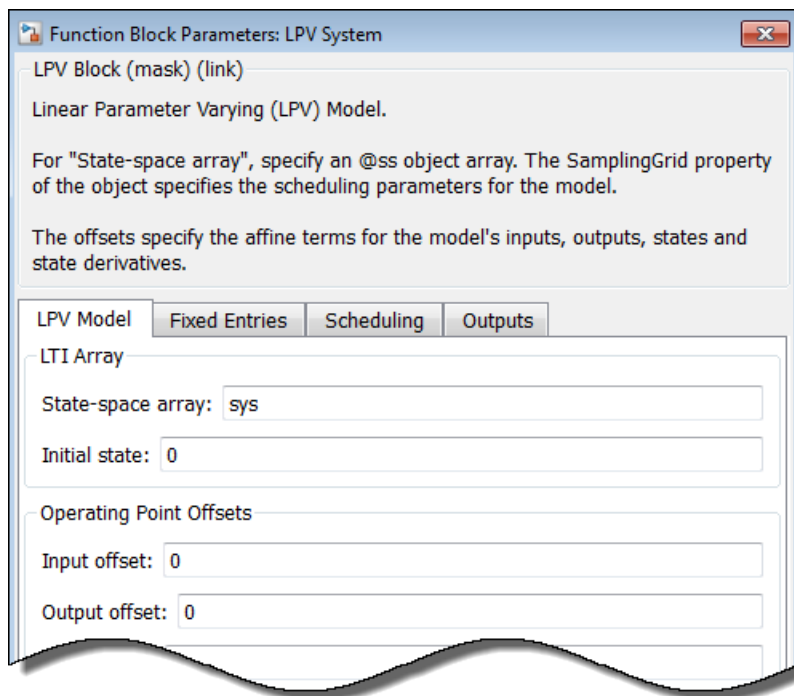 Function Block Parameters: LPV System
LPV Block (mask) (link)
Linear Parameter Varying (LPV) Model.
For "State-space array", specify an @ss object array. The SamplingGrid property
of the object specifies the scheduling parameters for the model.
The offsets specify the affine terms for the model's inputs, outputs, states and
state derivatives.
LPV Model Fixed Entries Scheduling Outputs
LTI Array
State-space array: sys
Initial state: 0
Operating Point Offsets
Input offset: 0
Output offset: 0